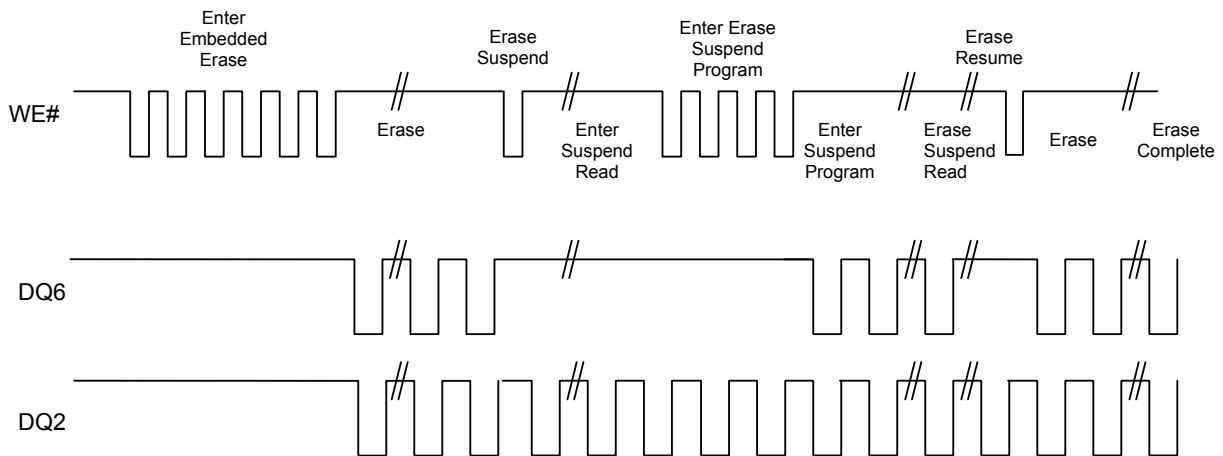 Enter
Embedded
Erase
Erase
Suspend
Enter Erase
Suspend
Program
Erase
Resume
WE#
Erase
Enter
Suspend
Read
Enter
Suspend
Program
Erase
Suspend
Read
Erase
Erase
Complete
DQ6
DQ2